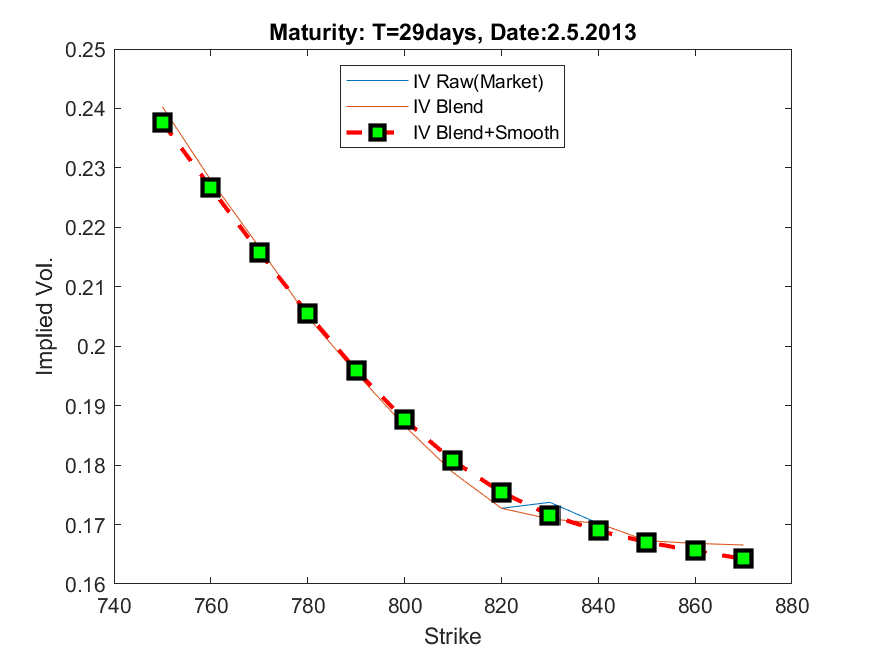 Maturity: T=29days, Date:2.5.2013
0.25
0.24
0.23
0.22
0.21
0.2
0.19
0.18
0.17
0.16
IV Raw(Market)
IV Blend
IV Blend+Smooth
Implied Vol.
740 760 780 800 820 840 860 880
Strike